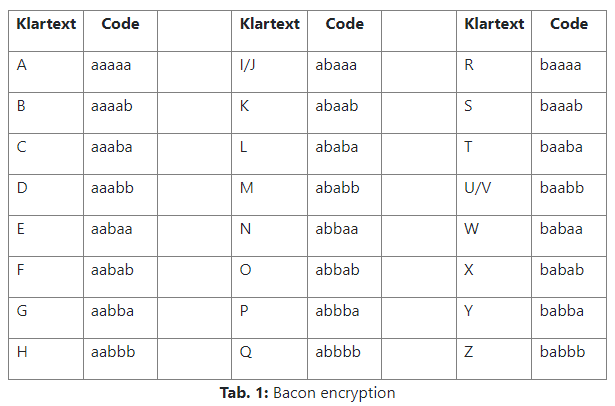 Klartext Code Klartext Code Klartext Code
A aaaaa I/J abaaa R baaaa
B aaaab K abaab S baaab
C aaaba L ababa T baaba
D aaabb M ababb U/V baabb
E aabaa N abbaa W babaa
F aabab O abbab X babab
G aabba P abbba Y babba
H aabbb Q abbbb Z babbb
Tab. 1: Bacon encryption